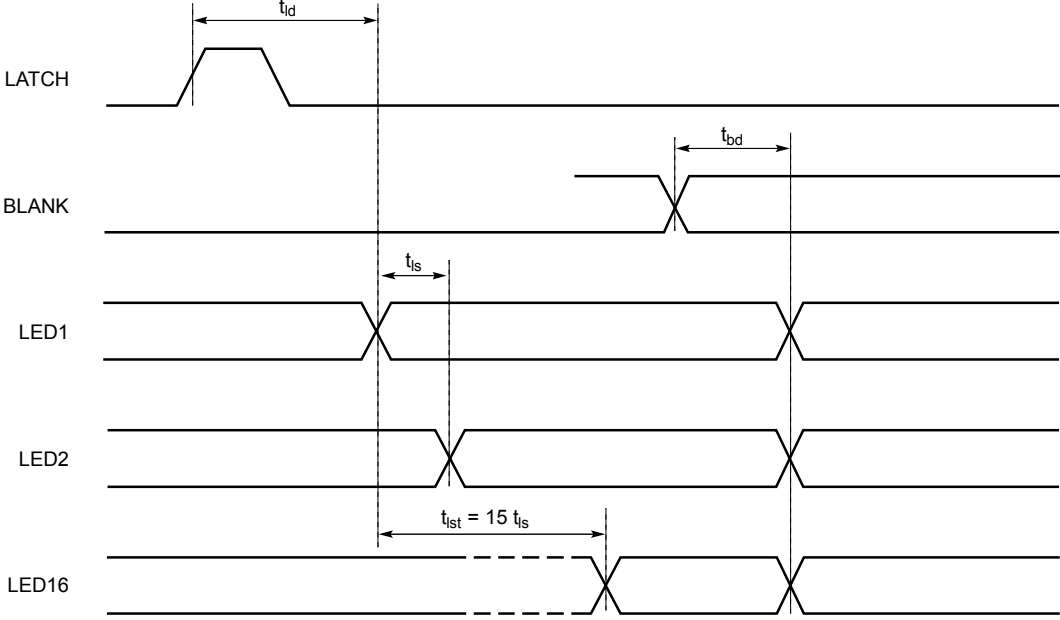 t_ld
LATCH
t_bd
BLANK
t_ls
LED1
LED2
t_lst = 15 t_ls
LED16